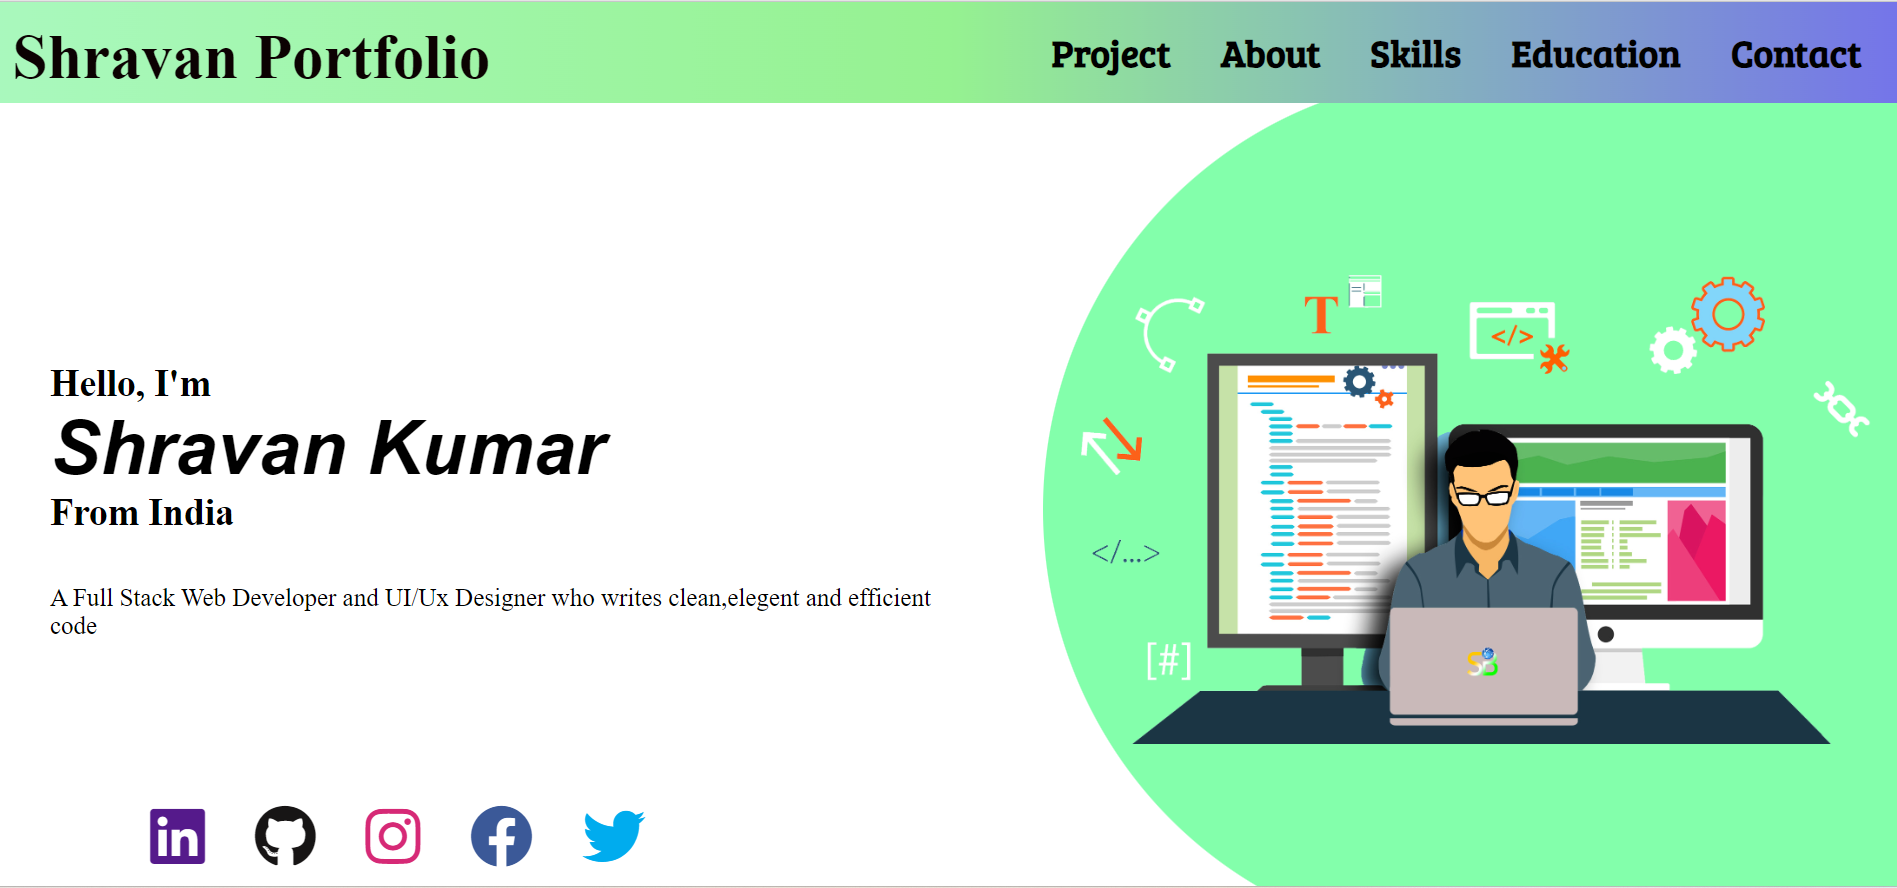 Shravan Portfolio
Project About Skills Education Contact
Hello, I'm
Shravan Kumar
From India
A Full Stack Web Developer and UI/Ux Designer who writes clean,elegent and efficient
code
T
</>
</...>
[#]
SB
in